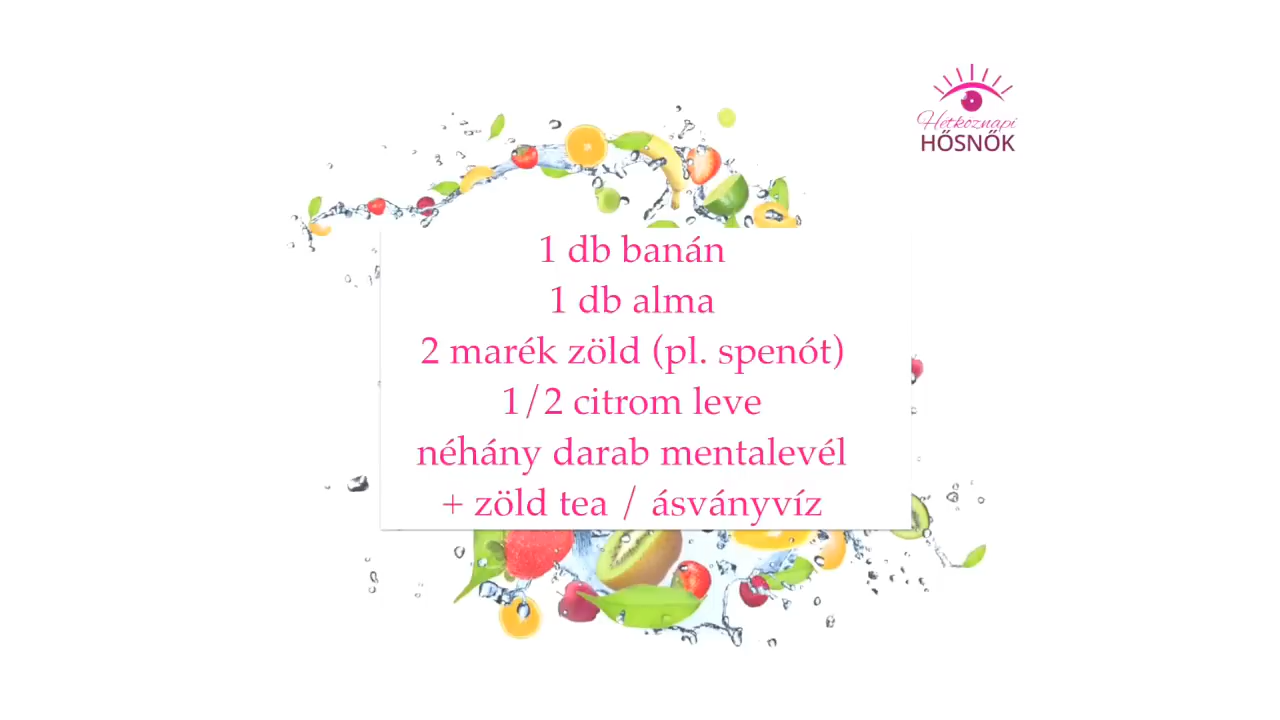 Hétköznapi
HŐSNŐK
1 db banán
1 db alma
2 marék zöld (pl. spenót)
1/2 citrom leve
néhány darab mentalevél
+ zöld tea / ásványvíz